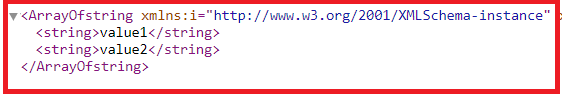 ▼<ArrayOfstring xmlns:i="http://www.w3.org/2001/XMLSchema-instance"
<string>value1</string>
<string>value2</string>
</ArrayOfstring>